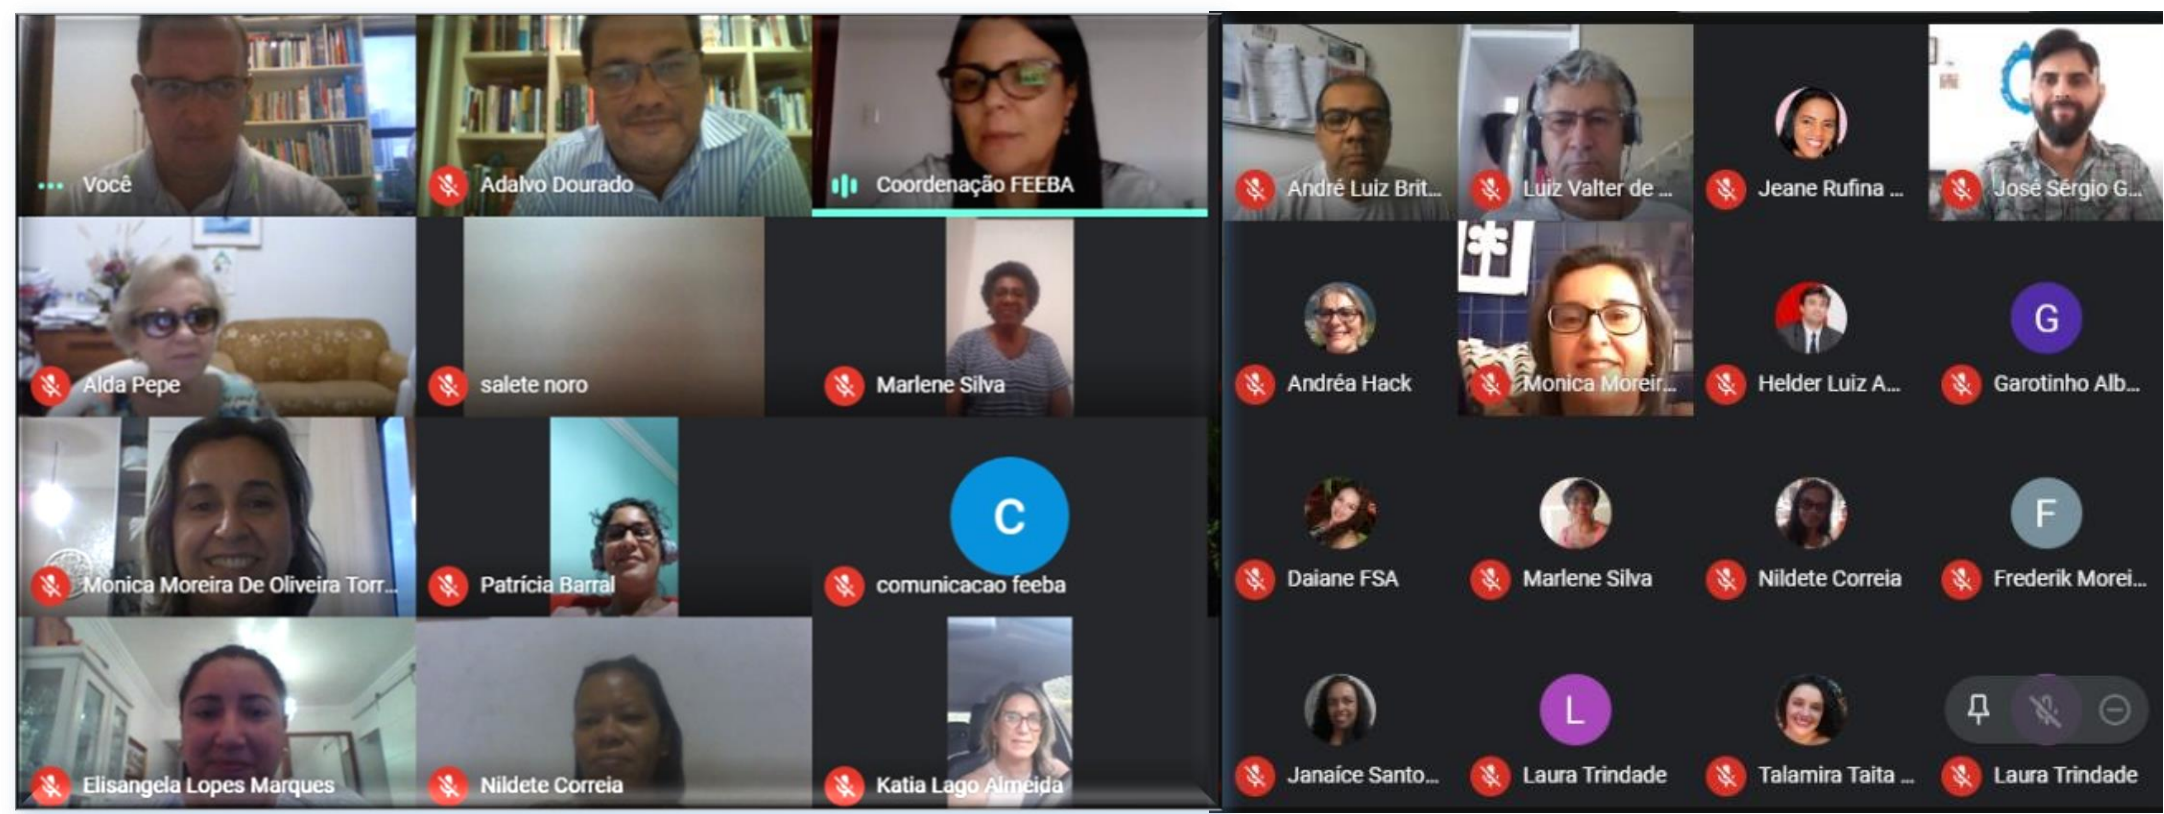 Você
Adalvo Dourado
Coordenação FEEBA
Alda Pepe
salete noro
Marlene Silva
Monica Moreira De Oliveira Torr...
Patrícia Barral
C
comunicacao feeba
Elisangela Lopes Marques
Nildete Correia
Katia Lago Almeida
André Luiz Brit...
Luiz Valter de ...
Jeane Rufina ...
José Sérgio G...
Andréa Hack
Monica Moreir...
Helder Luiz A...
G
Garotinho Alb...
Daiane FSA
Marlene Silva
Nildete Correia
F
Frederik Morei...
Janaíce Santo...
L
Laura Trindade
Talamira Taita ...
Laura Trindade